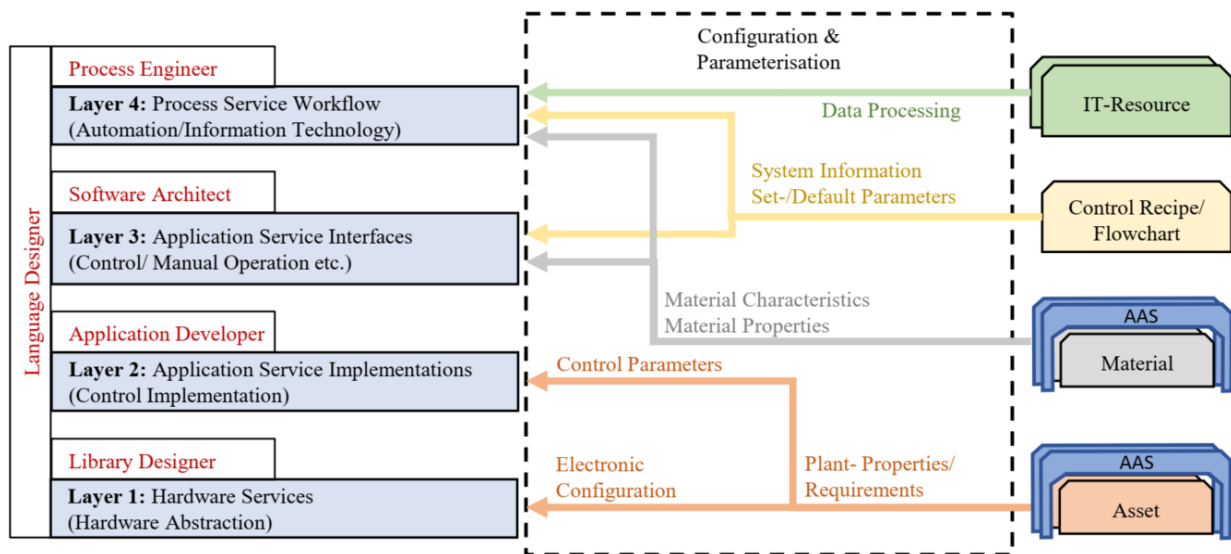 Language Designer
Process Engineer
Layer 4: Process Service Workflow
(Automation/Information Technology)
Software Architect
Layer 3: Application Service Interfaces
(Control/ Manual Operation etc.)
Application Developer
Layer 2: Application Service Implementations
(Control Implementation)
Library Designer
Layer 1: Hardware Services
(Hardware Abstraction)
Configuration &
Parameterisation
Data Processing
System Information
Set-/Default Parameters
Material Characteristics
Material Properties
Control Parameters
Electronic
Configuration
Plant- Properties/
Requirements
IT-Resource
Control Recipe/
Flowchart
AAS
Material
AAS
Asset